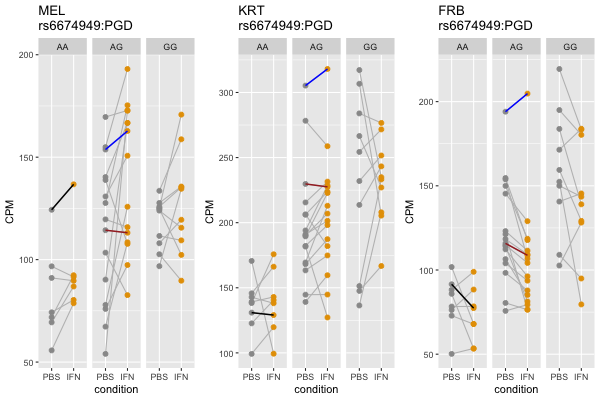 MEL
rs6674949:PGD
AA AG GG
200
150
100
50
CPM
PBS IFN PBS IFN PBS IFN
condition
KRT
rs6674949:PGD
AA AG GG
300
250
200
150
100
CPM
PBS IFN PBS IFN PBS IFN
condition
FRB
rs6674949:PGD
AA AG GG
200
150
100
50
CPM
PBS IFN PBS IFN PBS IFN
condition